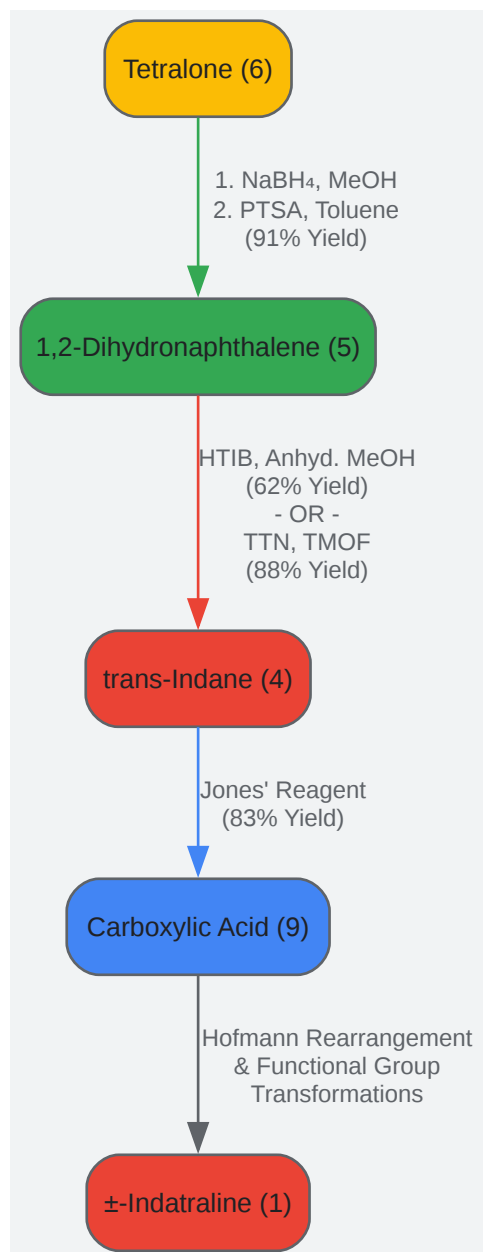 Tetralone (6)
1. NaBH₄, MeOH
2. PTSA, Toluene
(91% Yield)
1,2-Dihydronaphthalene (5)
HTIB, Anhyd. MeOH
(62% Yield)
- OR -
TTN, TMOF
(88% Yield)
trans-Indane (4)
Jones' Reagent
(83% Yield)
Carboxylic Acid (9)
Hofmann Rearrangement
& Functional Group
Transformations
±-Indatraline (1)